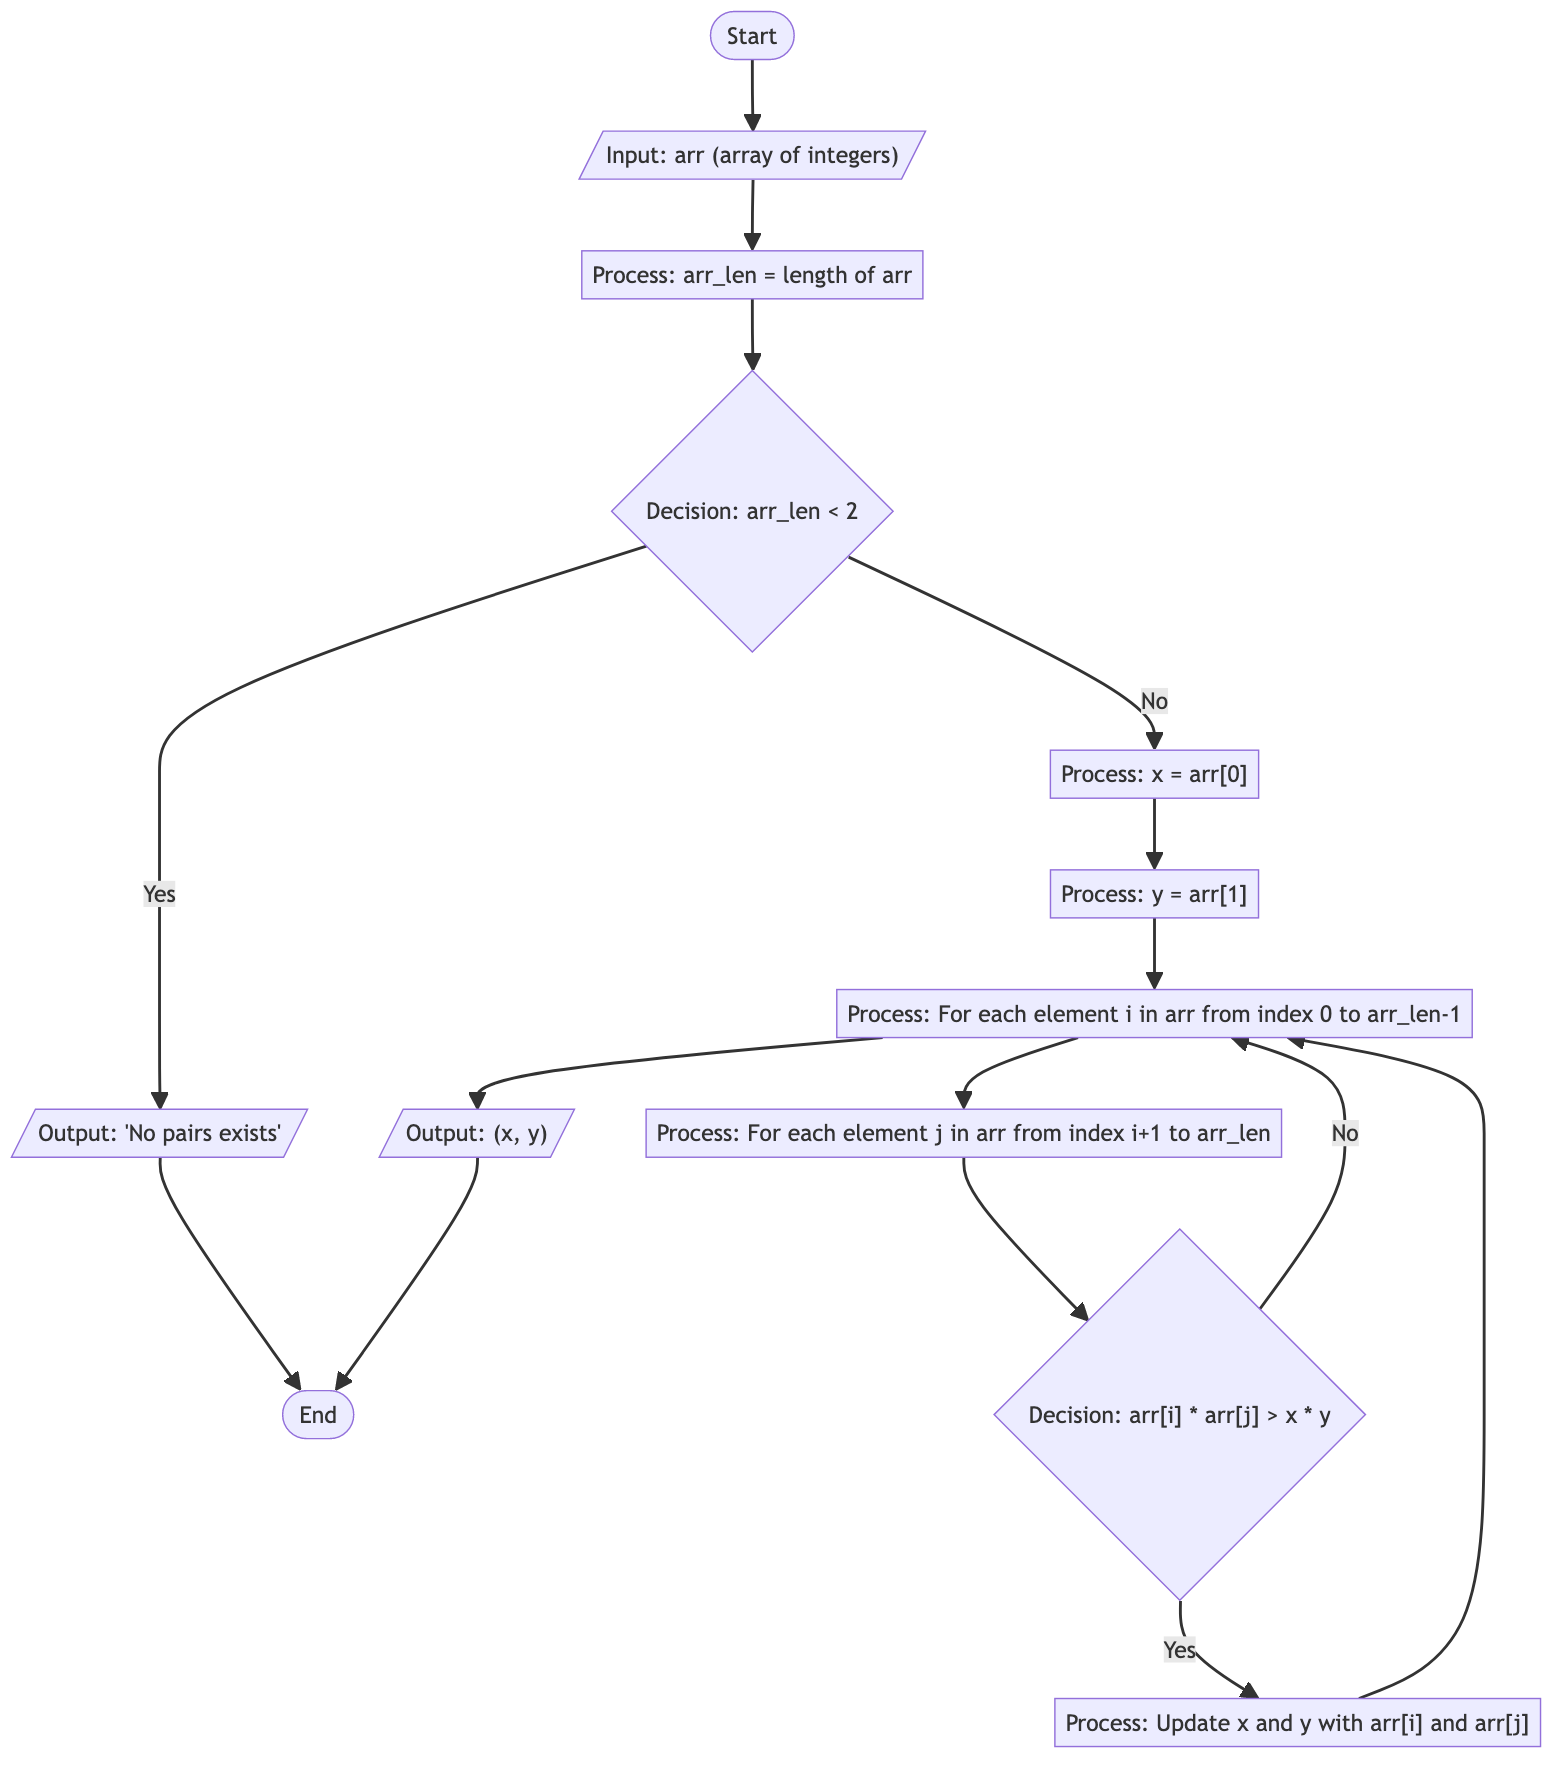 Start
Input: arr (array of integers)
Process: arr_len = length of arr
Decision: arr_len < 2
No
Process: x = arr[0]
Yes
Process: y = arr[1]
Process: For each element i in arr from index 0 to arr_len-1
Output: 'No pairs exists'
Output: (x, y)
Process: For each element j in arr from index i+1 to arr_len
No
End
Decision: arr[i] * arr[j] > x * y
Yes
Process: Update x and y with arr[i] and arr[j]